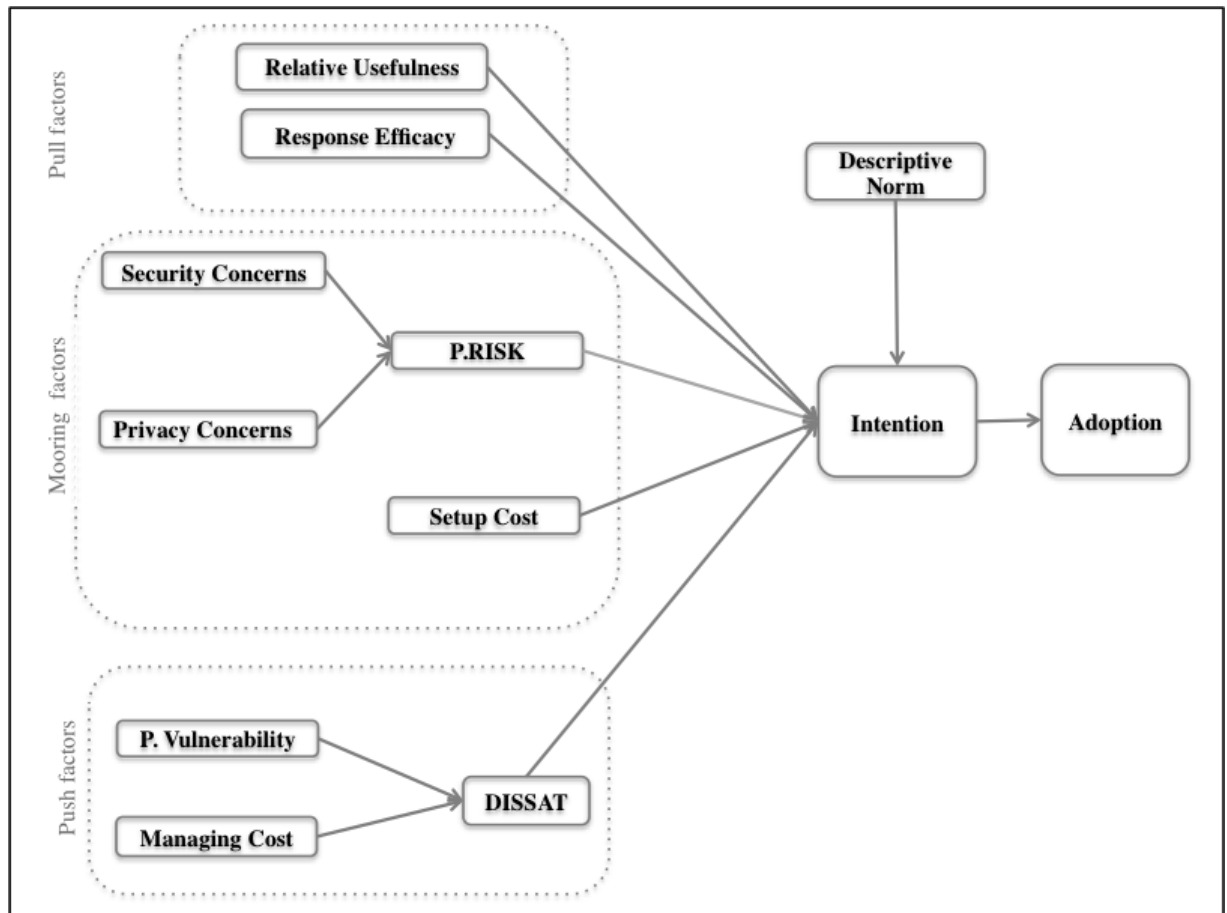 Pull factors
Relative Usefulness
Response Efficacy
Descriptive
Norm
Mooring factors
Security Concerns
P.RISK
Privacy Concerns
Setup Cost
Intention
Adoption
Push factors
P. Vulnerability
DISSAT
Managing Cost